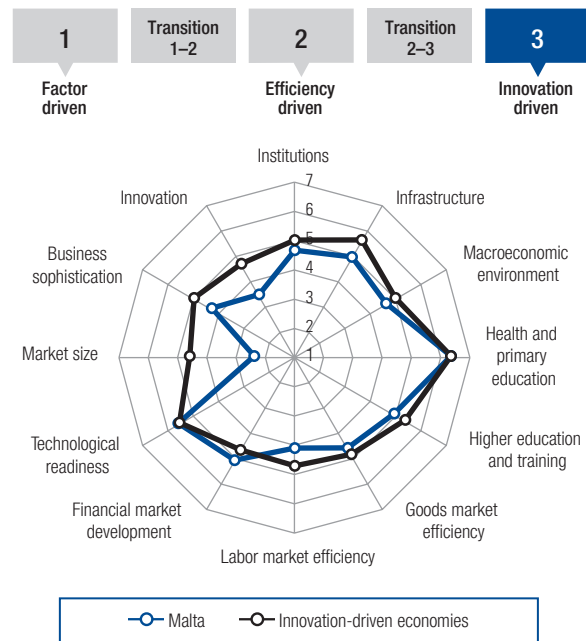 1
Transition
1–2
2
Transition
2–3
3
Factor
driven
Efficiency
driven
Innovation
driven
Institutions
7
6
5
4
3
2
1
Infrastructure
Macroeconomic
environment
Health and
primary
education
Higher education
and training
Goods market
efficiency
Labor market efficiency
Financial market
development
Technological
readiness
Market size
Business
sophistication
Innovation
Malta
Innovation-driven economies